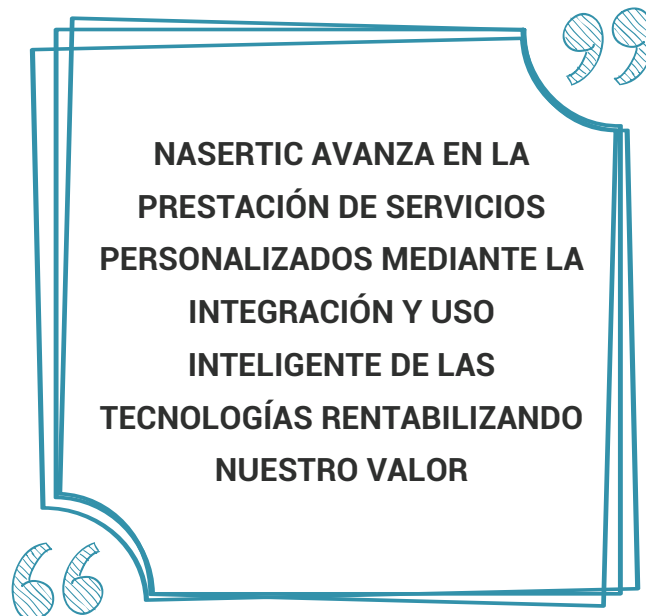 NASERTIC AVANZA EN LA
PRESTACIÓN DE SERVICIOS
PERSONALIZADOS MEDIANTE LA
INTEGRACIÓN Y USO
INTELIGENTE DE LAS
TECNOLOGÍAS RENTABILIZANDO
NUESTRO VALOR